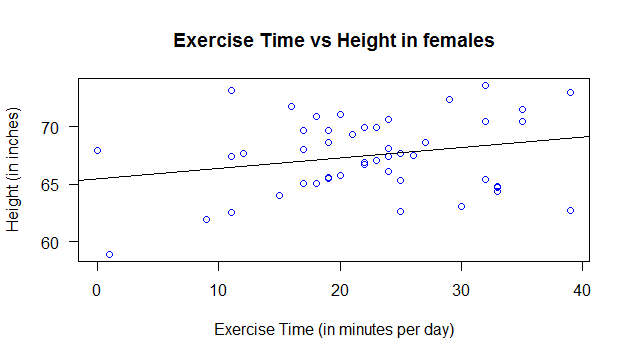 Exercise Time vs Height in females
Height (in inches)
70
65
60
0 10 20 30 40
Exercise Time (in minutes per day)